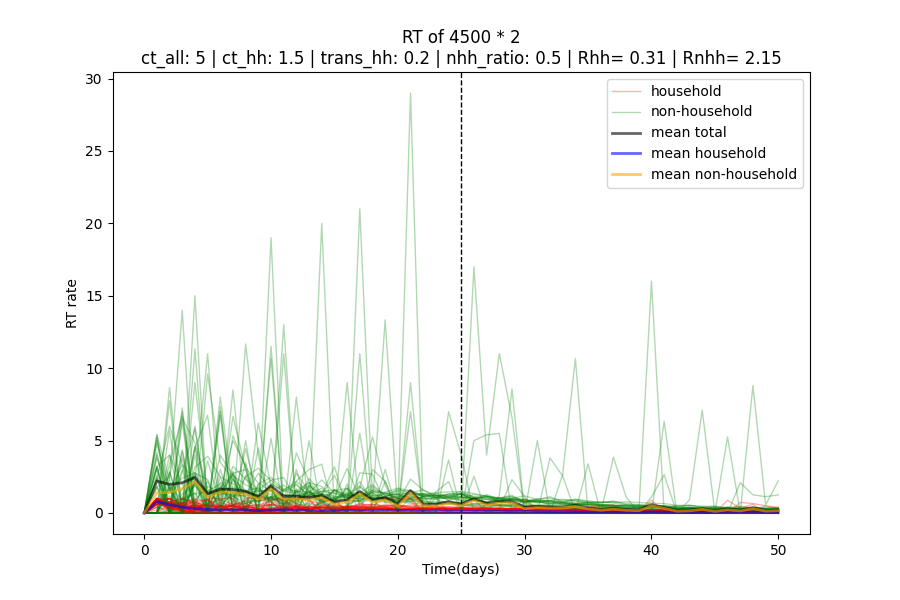 RT of 4500 * 2
ct_all: 5 | ct_hh: 1.5 | trans_hh: 0.2 | nhh_ratio: 0.5 | Rhh= 0.31 | Rnhh= 2.15
household
non-household
mean total
mean household
mean non-household
30
25
20
15
10
5
0
RT rate
0 10 20 30 40 50
Time(days)